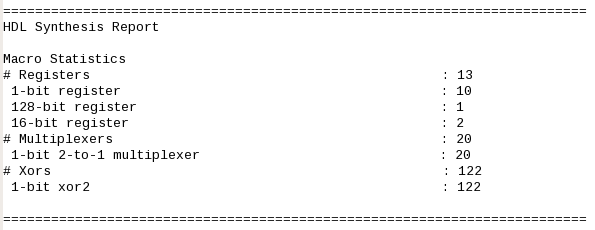 =========================================================================
HDL Synthesis Report

Macro Statistics
# Registers                                            : 13
 1-bit register                                        : 10
 128-bit register                                      : 1
 16-bit register                                       : 2
# Multiplexers                                         : 20
 1-bit 2-to-1 multiplexer                              : 20
# Xors                                                 : 122
 1-bit xor2                                            : 122

=========================================================================